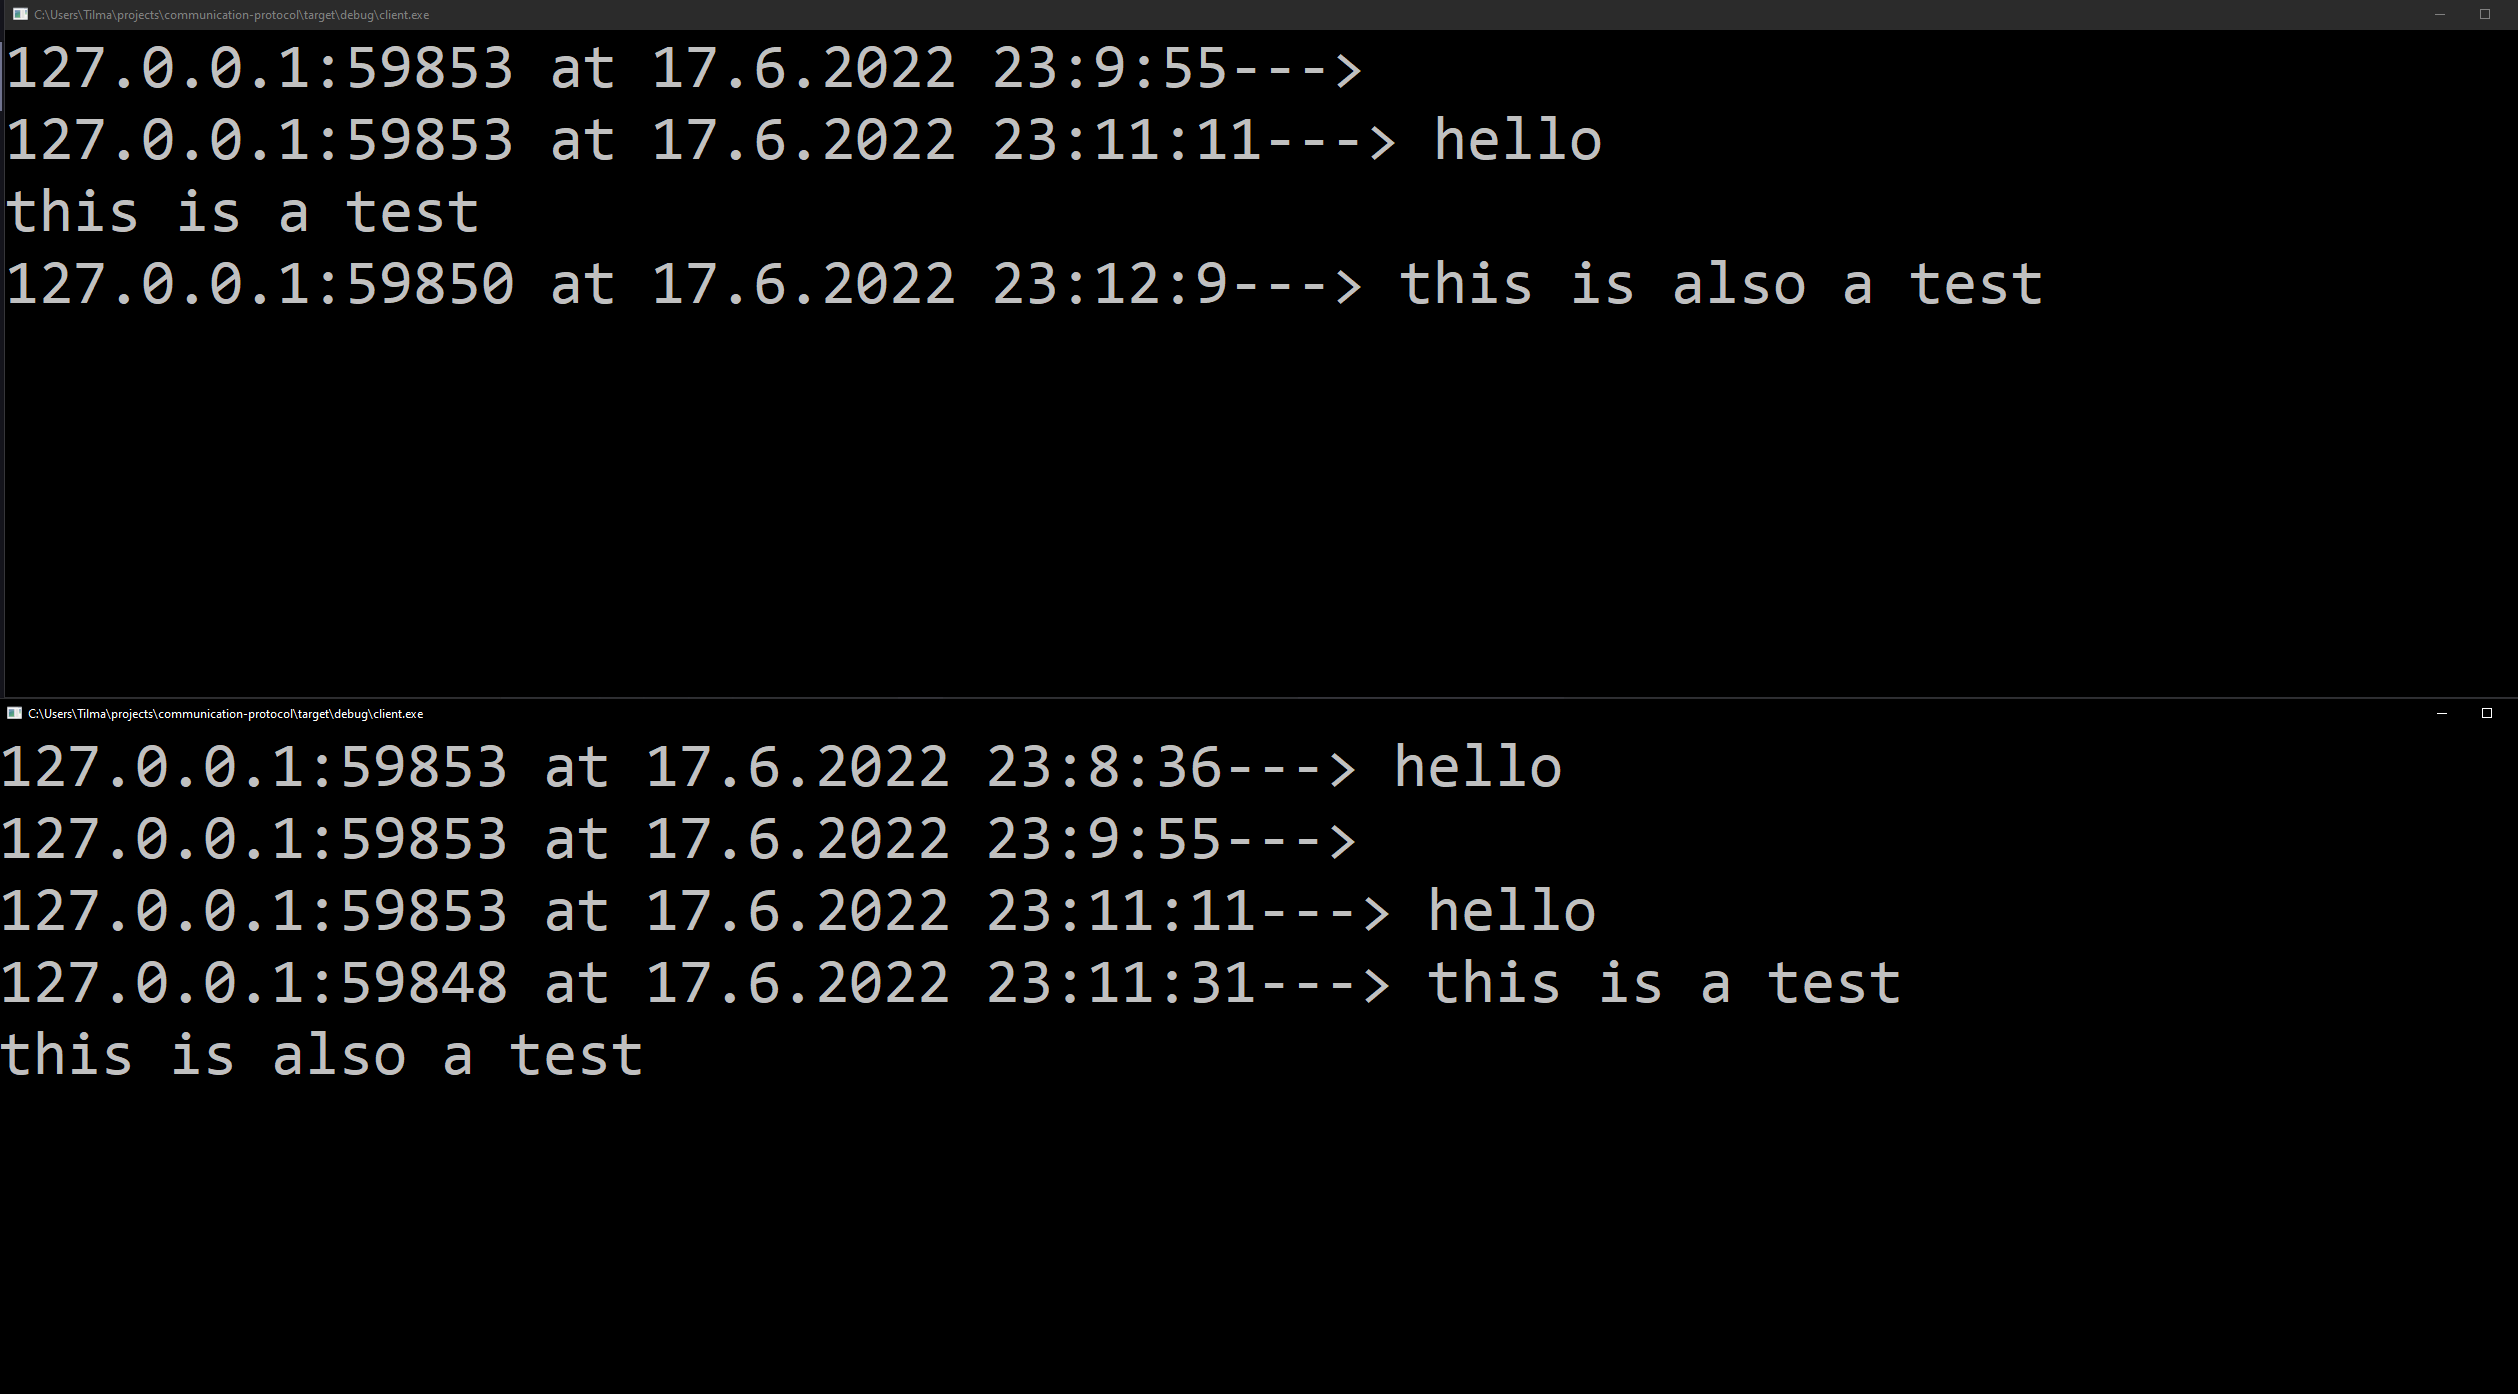 C:\Users\Tilma\projects\communication-protocol\target\debug\client.exe
127.0.0.1:59853 at 17.6.2022 23:9:55--->
127.0.0.1:59853 at 17.6.2022 23:11:11---> hello
this is a test
127.0.0.1:59850 at 17.6.2022 23:12:9---> this is also a test
C:\Users\Tilma\projects\communication-protocol\target\debug\client.exe
127.0.0.1:59853 at 17.6.2022 23:8:36---> hello
127.0.0.1:59853 at 17.6.2022 23:9:55--->
127.0.0.1:59853 at 17.6.2022 23:11:11---> hello
127.0.0.1:59848 at 17.6.2022 23:11:31---> this is a test
this is also a test